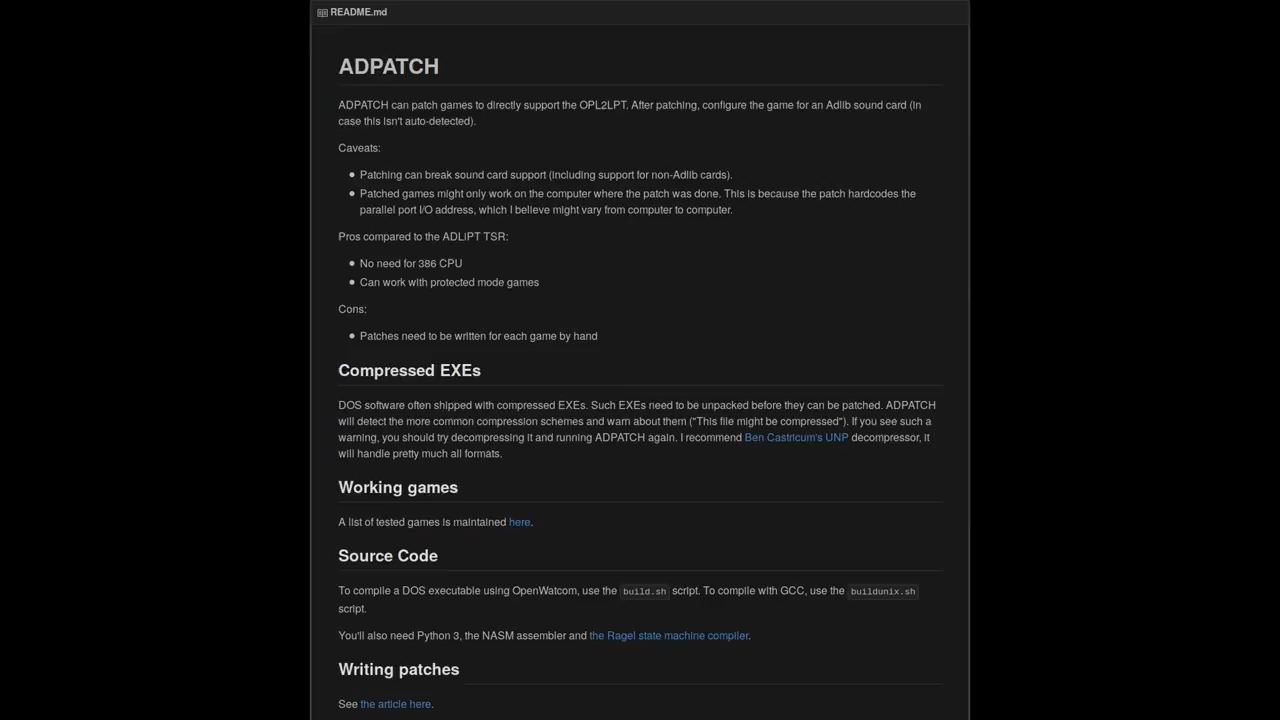 README.md
ADPATCH
ADPATCH can patch games to directly support the OPL2LPT. After patching, configure the game for an Adlib sound card (in
case this isn't auto-detected).
Caveats:
Patching can break sound card support (including support for non-Adlib cards).
Patched games might only work on the computer where the patch was done. This is because the patch hardcodes the
parallel port I/O address, which I believe might vary from computer to computer.
Pros compared to the ADLiPT TSR:
No need for 386 CPU
Can work with protected mode games
Cons:
Patches need to be written for each game by hand
Compressed EXEs
DOS software often shipped with compressed EXEs. Such EXEs need to be unpacked before they can be patched. ADPATCH
will detect the more common compression schemes and warn about them ("This file might be compressed"). If you see such a
warning, you should try decompressing it and running ADPATCH again. I recommend Ben Castricum's UNP decompressor, it
will handle pretty much all formats.
Working games
A list of tested games is maintained here.
Source Code
To compile a DOS executable using OpenWatcom, use the build.sh script. To compile with GCC, use the buildunix.sh
script.
You'll also need Python 3, the NASM assembler and the Ragel state machine compiler.
Writing patches
See the article here.